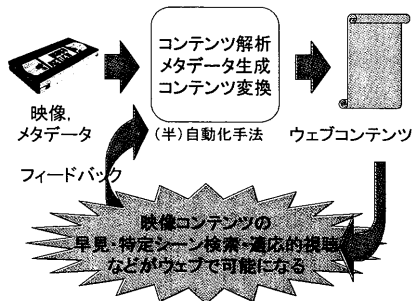 コンテンツ解析
メタデータ生成
コンテンツ変換
映像,
メタデータ
(半)自動化手法
ウェブコンテンツ
フィードバック
映像コンテンツの
早見・特定シーン検索・適応的視聴
などがウェブで可能になる